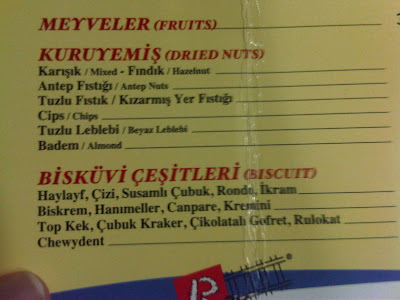 MEYVELER (FRUITS)
KURUYEMİŞ (DRIED NUTS)
Karışık / Mixed - Fındık / Hazelnut
Antep Fıstığı / Antep Nuts
Tuzlu Fıstık / Kızarmış Yer Fıstığı
Cips / Chips
Tuzlu Leblebi / Beyaz Leblebi
Badem / Almond
BİSKÜVİ ÇEŞİTLERİ (BISCUIT)
Haylayf, Çizi, Susamlı Çubuk, Rondo, İkram
Biskrem, Hanımeller, Canpare, Kremini
Top Kek, Çubuk Kraker, Çikolatalı Gofret, Rulokat
Chewydent
®